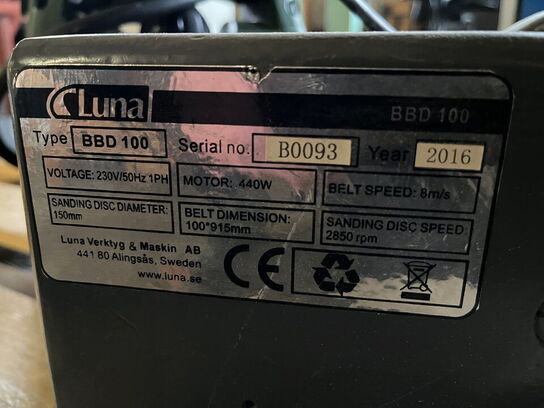 Luna BBD 100
Type BBD 100 Serial no. B0093 Year 2016
VOLTAGE: 230V/50Hz 1PH MOTOR: 440W BELT SPEED: 8m/s
SANDING DISC DIAMETER: 150mm
BELT DIMENSION: 100*915mm
SANDING DISC SPEED: 2850 rpm
Luna Verktyg & Maskin AB
441 80 Alingsås, Sweden
www.luna.se
CE